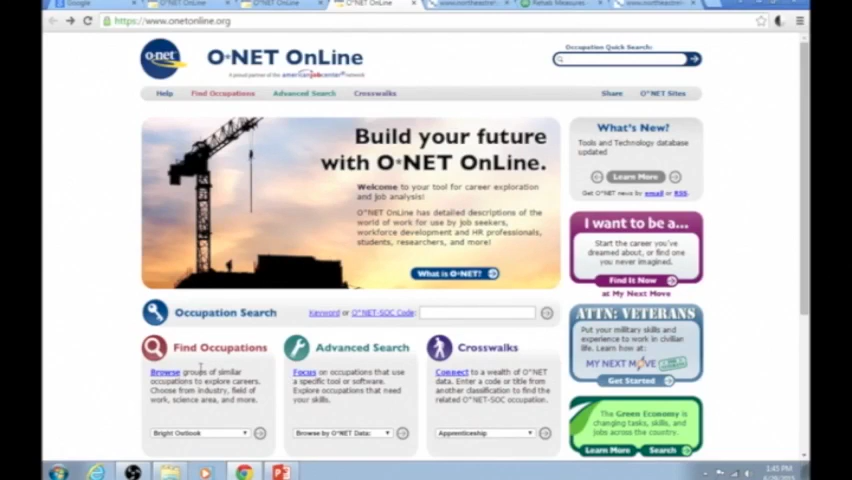 Google
O*NET OnLine
O*NET OnLine
O*NET OnLine
Rehab Measures
https://www.onetonline.org
o·net
O*NET OnLine
A proud partner of the americanjobcenter® network
Occupation Quick Search:
Help Find Occupations Advanced Search Crosswalks Share O*NET Sites
Build your future
with O*NET OnLine.
Welcome to your tool for career exploration
and job analysis!
O*NET OnLine has detailed descriptions of the
world of work for use by job seekers,
workforce development and HR professionals,
students, researchers, and more!
What is O*NET?
What's New?
Tools and Technology database
updated
Learn More
Get O*NET news by email or RSS.
I want to be a...
Start the career you've
dreamed about, or find one
you never imagined.
Find It Now
at My Next Move
ATTN: VETERANS
Put your military skills and
experience to work in civilian
life. Learn how at:
MY NEXT MOVE
Get Started
The Green Economy is
changing tasks, skills, and
jobs across the country.
Learn More Search
Occupation Search Keyword or O*NET-SOC Code:
Find Occupations
Browse groups of similar
occupations to explore careers.
Choose from industry, field of
work, science area, and more.
Bright Outlook
Advanced Search
Focus on occupations that use
a specific tool or software.
Explore occupations that need
your skills.
Browse by O*NET Data:
Crosswalks
Connect to a wealth of O*NET
data. Enter a code or title from
another classification to find the
related O*NET-SOC occupation.
Apprenticeship
1:45 PM